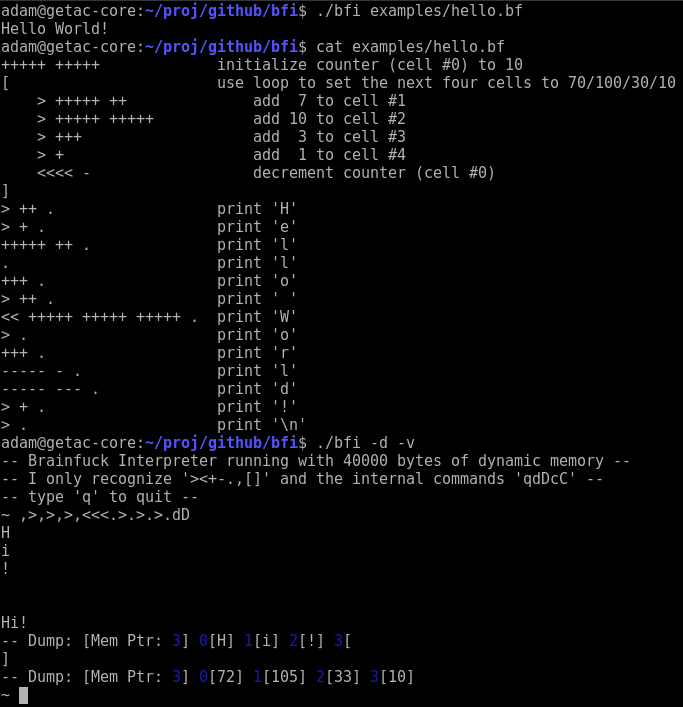 adam@getac-core:~/proj/github/bfi$ ./bfi examples/hello.bf
Hello World!
adam@getac-core:~/proj/github/bfi$ cat examples/hello.bf
+++++ +++++             initialize counter (cell #0) to 10
[                       use loop to set the next four cells to 70/100/30/10
    > +++++ ++              add  7 to cell #1
    > +++++ +++++           add 10 to cell #2
    > +++                   add  3 to cell #3
    > +                     add  1 to cell #4
    <<<< -                  decrement counter (cell #0)
]
> ++ .                  print 'H'
> + .                   print 'e'
+++++ ++ .              print 'l'
.                       print 'l'
+++ .                   print 'o'
> ++ .                  print ' '
<< +++++ +++++ +++++ .  print 'W'
> .                     print 'o'
+++ .                   print 'r'
----- - .               print 'l'
----- --- .             print 'd'
> + .                   print '!'
> .                     print '\n'
adam@getac-core:~/proj/github/bfi$ ./bfi -d -v
-- Brainfuck Interpreter running with 40000 bytes of dynamic memory --
-- I only recognize '><+-.,[]' and the internal commands 'qdDcC' --
-- type 'q' to quit --
~ ,>,>,>,<<<.>.>.>.dD
H
i
!
Hi!
-- Dump: [Mem Ptr: 3] 0[H] 1[i] 2[!] 3[
]
-- Dump: [Mem Ptr: 3] 0[72] 1[105] 2[33] 3[10]
~